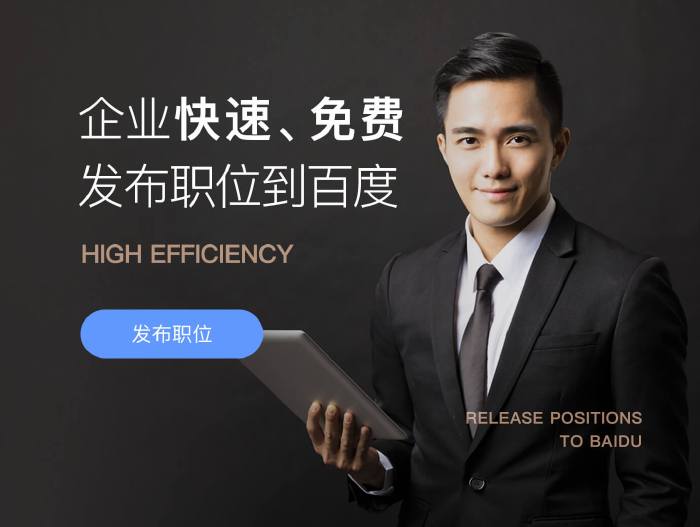 企业快速、免费
发布职位到百度
HIGH EFFICIENCY
发布职位
RELEASE POSITIONS
TO BAIDU